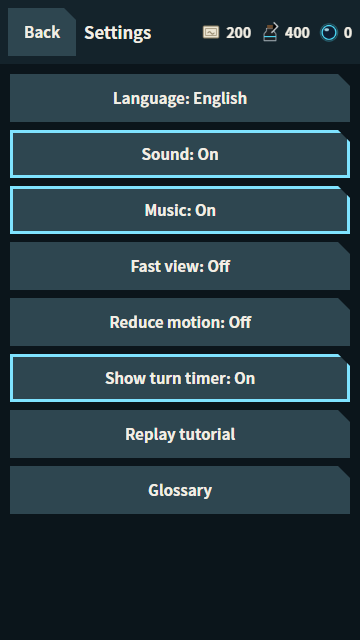 Back Settings 200 400 0
Language: English
Sound: On
Music: On
Fast view: Off
Reduce motion: Off
Show turn timer: On
Replay tutorial
Glossary